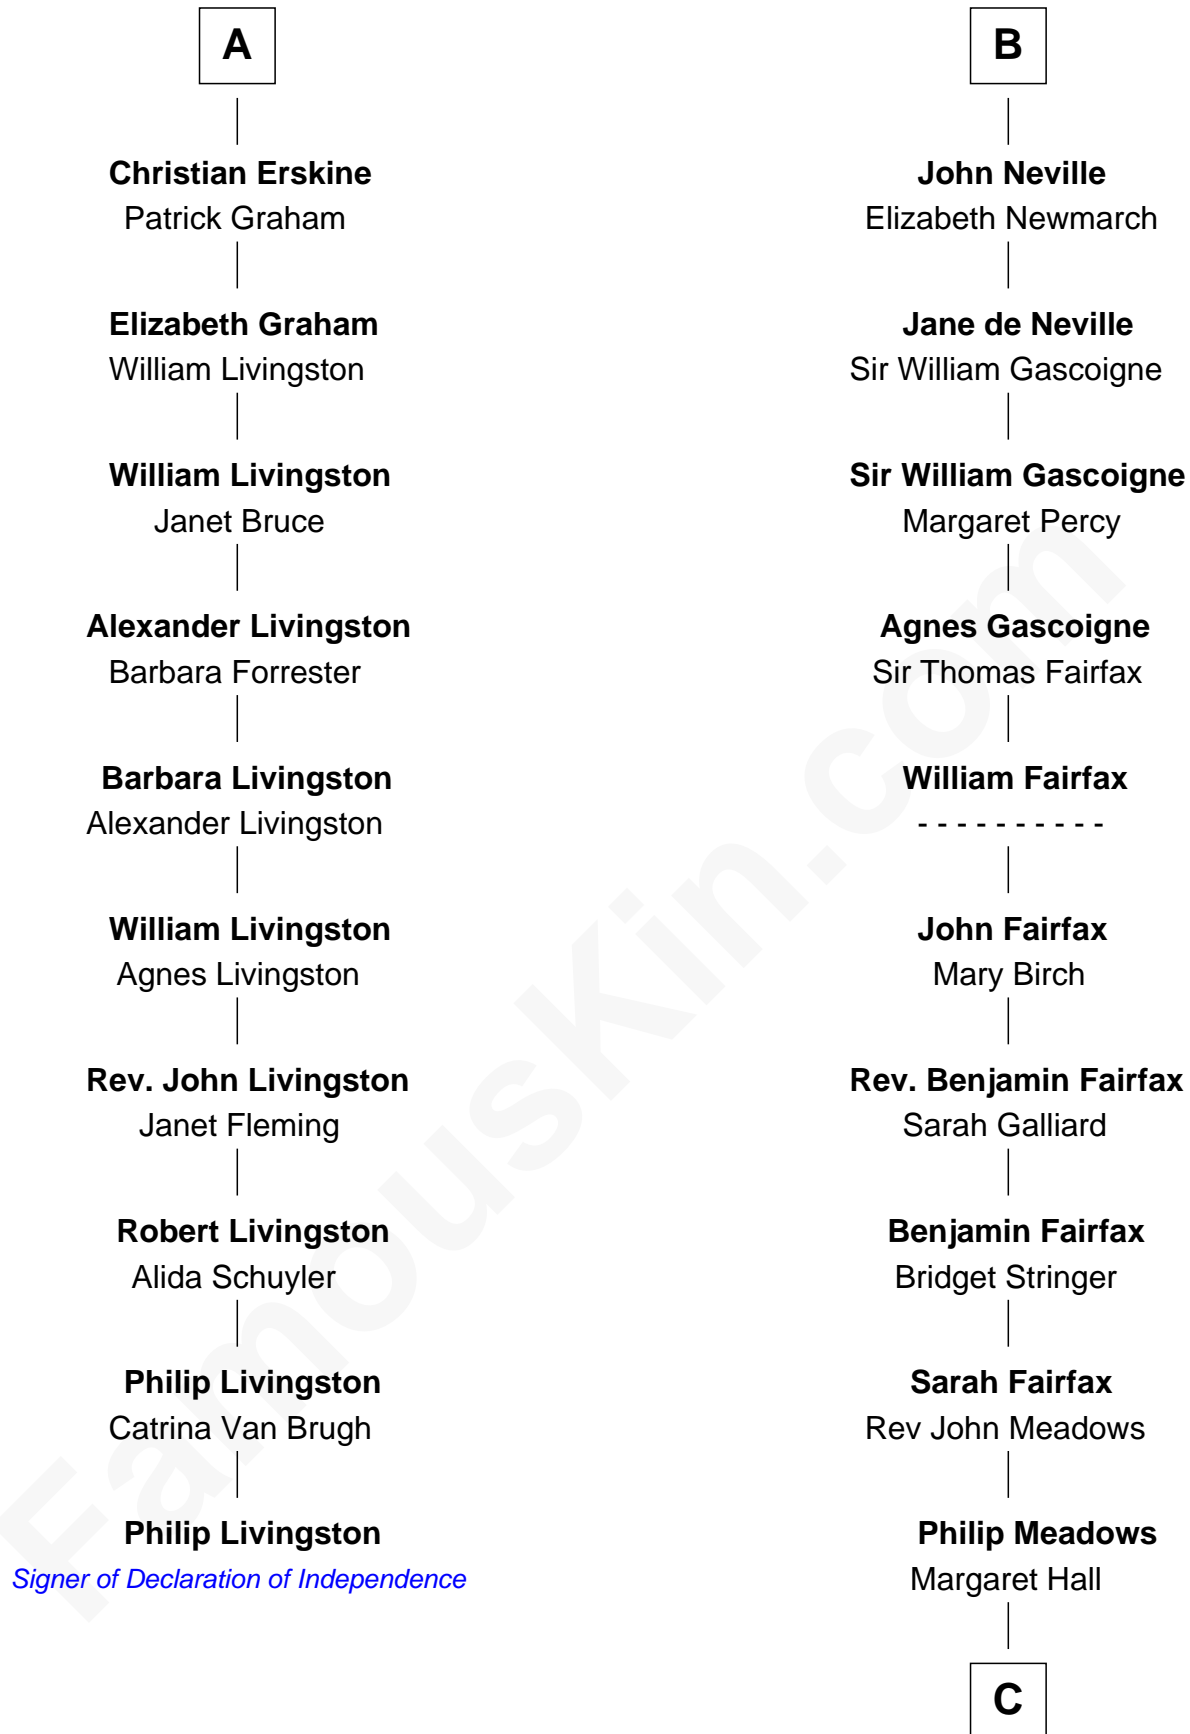 A
Christian Erskine
Patrick Graham
Elizabeth Graham
William Livingston
William Livingston
Janet Bruce
Alexander Livingston
Barbara Forrester
Barbara Livingston
Alexander Livingston
William Livingston
Agnes Livingston
Rev. John Livingston
Janet Fleming
Robert Livingston
Alida Schuyler
Philip Livingston
Catrina Van Brugh
Philip Livingston
Signer of Declaration of Independence
B
John Neville
Elizabeth Newmarch
Jane de Neville
Sir William Gascoigne
Sir William Gascoigne
Margaret Percy
Agnes Gascoigne
Sir Thomas Fairfax
William Fairfax
- - - - - - - - - -
John Fairfax
Mary Birch
Rev. Benjamin Fairfax
Sarah Galliard
Benjamin Fairfax
Bridget Stringer
Sarah Fairfax
Rev John Meadows
Philip Meadows
Margaret Hall
C
FamousKin.com